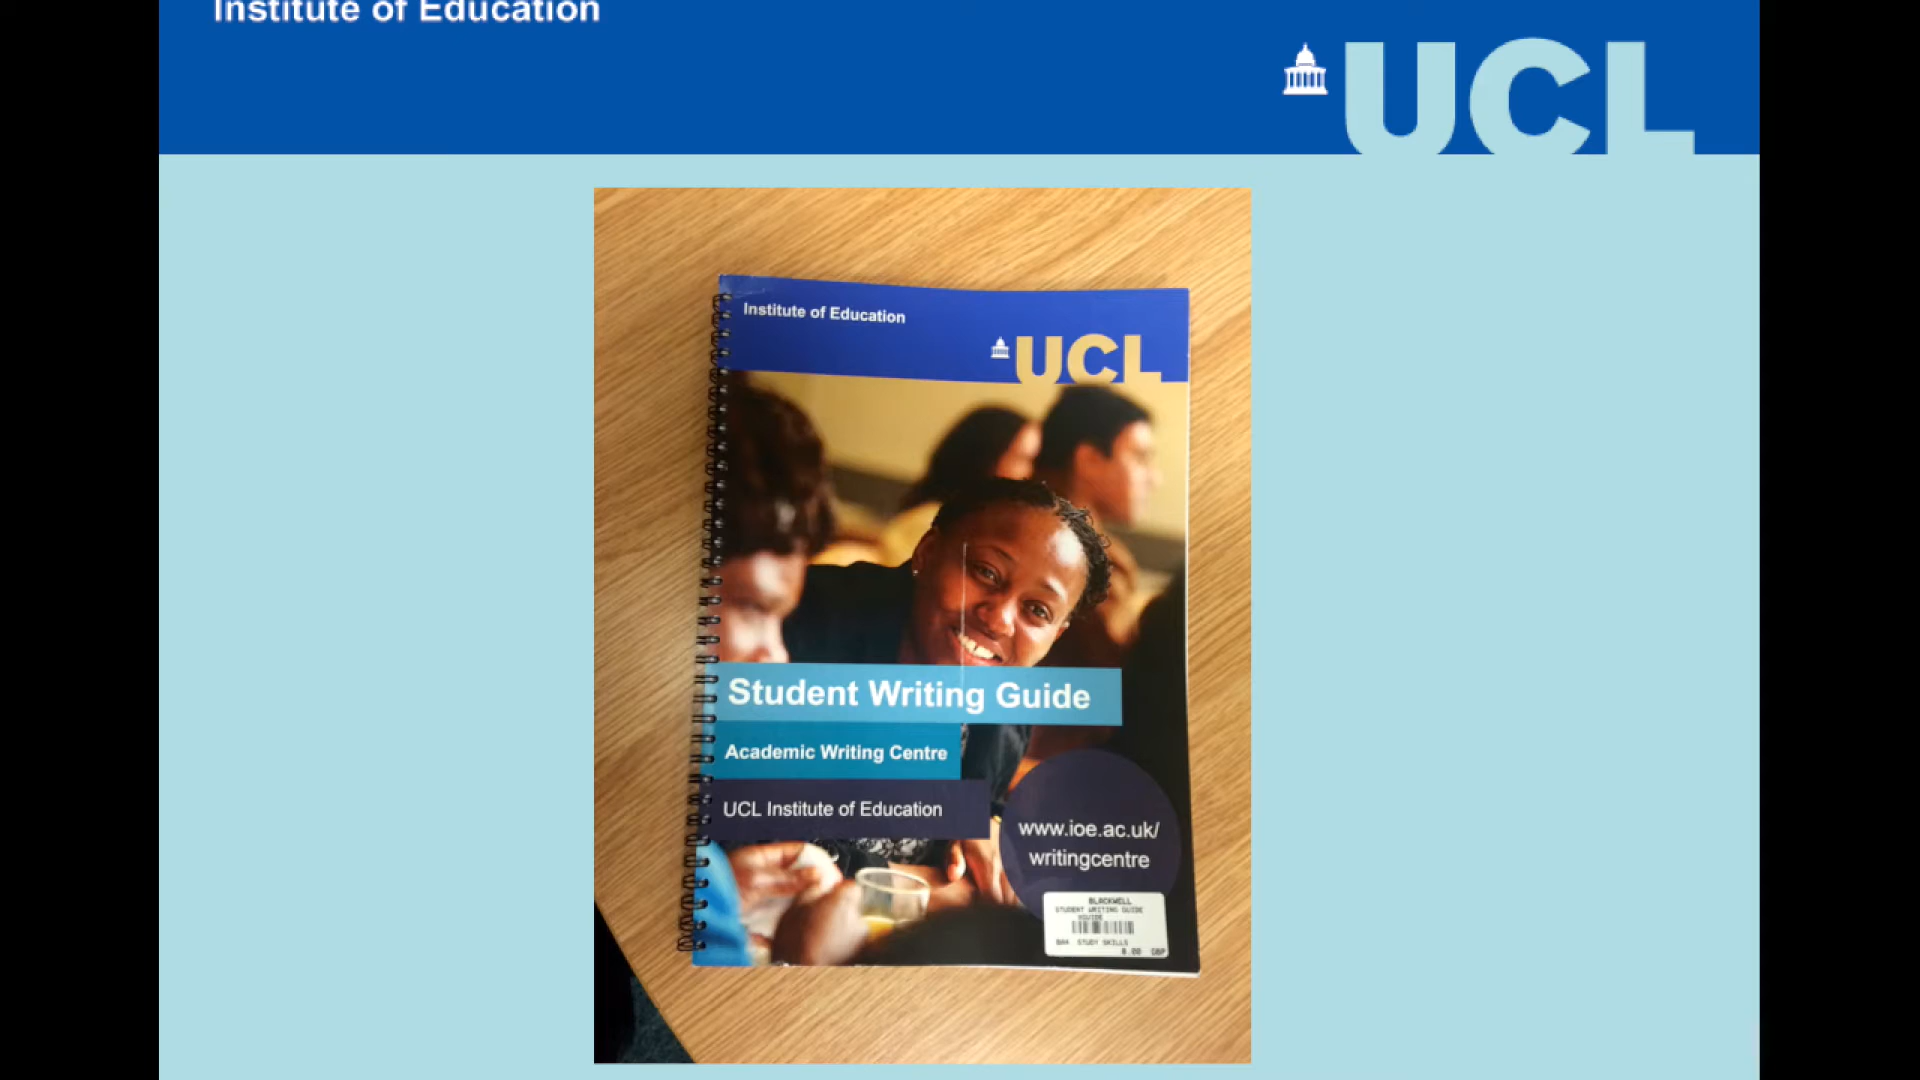 Institute of Education
UCL
Institute of Education
UCL
Student Writing Guide
Academic Writing Centre
UCL Institute of Education
www.ioe.ac.uk/
writingcentre
BLACKWELL
STUDENT WRITING GUIDE
STUDY SKILLS
GBP